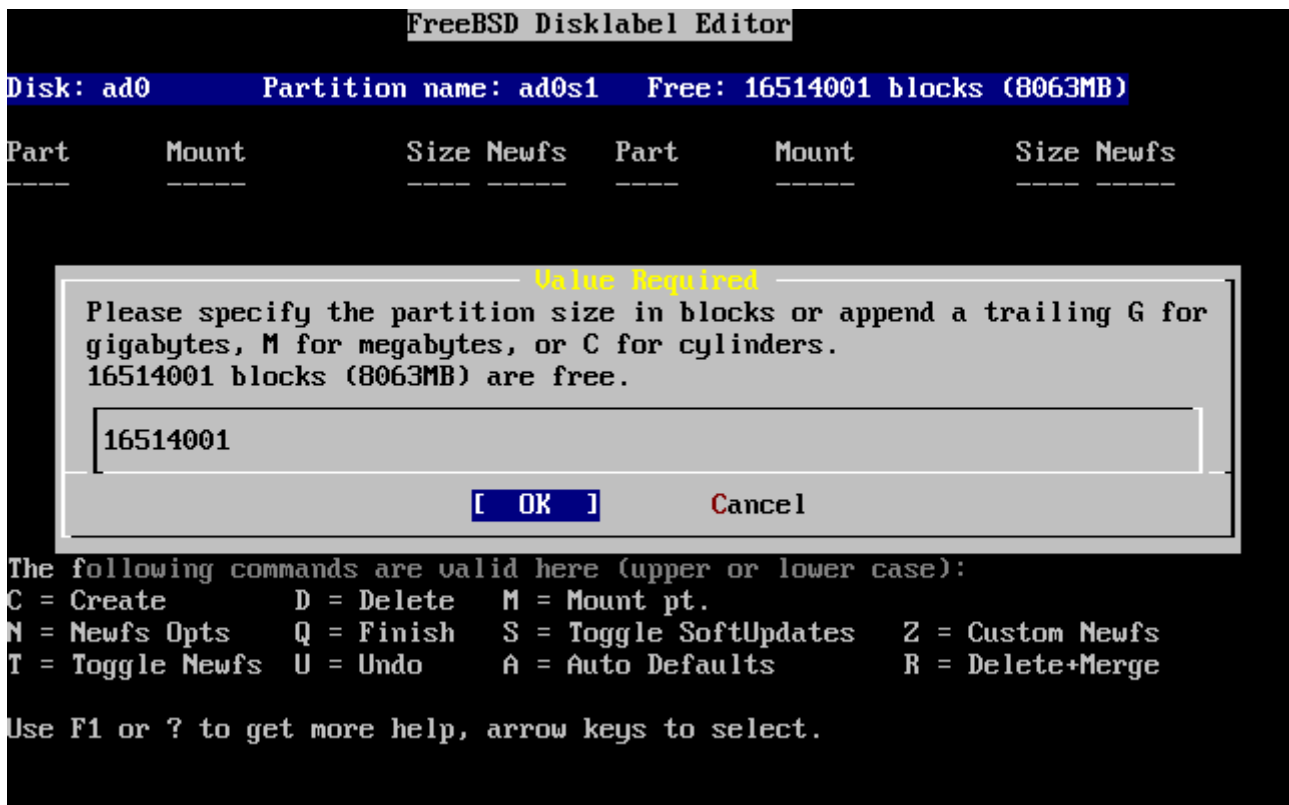 FreeBSD Disklabel Editor
Disk: ad0 Partition name: ad0s1 Free: 16514001 blocks (8063MB)
Part Mount Size Newfs Part Mount Size Newfs
---- ----- ---- ----- ---- ----- ---- -----
Value Required
Please specify the partition size in blocks or append a trailing G for
gigabytes, M for megabytes, or C for cylinders.
16514001 blocks (8063MB) are free.
16514001
[ OK ] Cancel
The following commands are valid here (upper or lower case):
C = Create D = Delete M = Mount pt.
N = Newfs Opts Q = Finish S = Toggle SoftUpdates Z = Custom Newfs
T = Toggle Newfs U = Undo A = Auto Defaults R = Delete+Merge
Use F1 or ? to get more help, arrow keys to select.